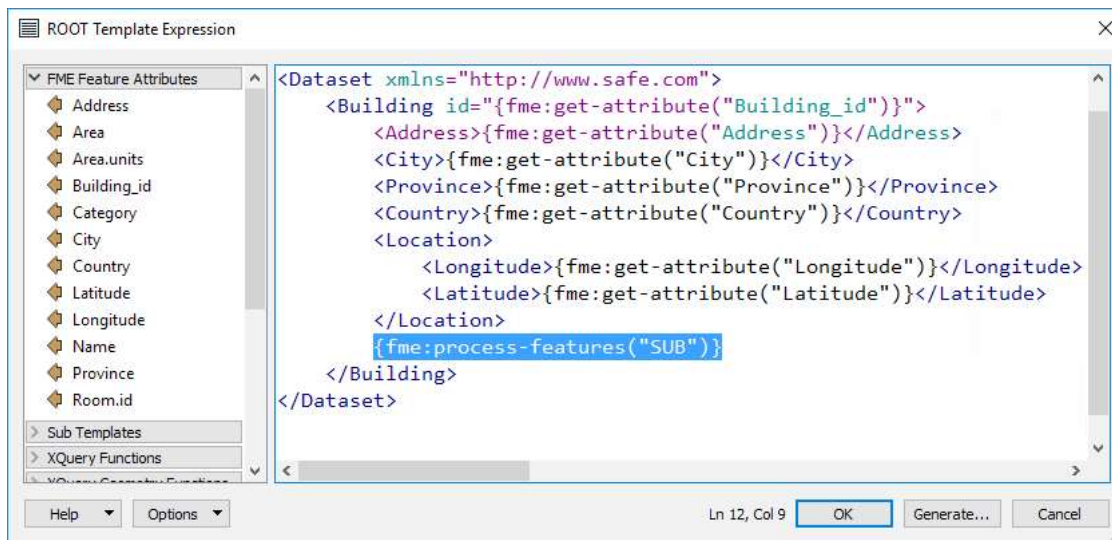 ROOT Template Expression
FME Feature Attributes
Address
Area
Area.units
Building_id
Category
City
Country
Latitude
Longitude
Name
Province
Room.id
Sub Templates
XQuery Functions
XQuery Geometry Functions
<Dataset xmlns="http://www.safe.com">
    <Building id="{fme:get-attribute("Building_id")}">
        <Address>{fme:get-attribute("Address")}</Address>
        <City>{fme:get-attribute("City")}</City>
        <Province>{fme:get-attribute("Province")}</Province>
        <Country>{fme:get-attribute("Country")}</Country>
        <Location>
            <Longitude>{fme:get-attribute("Longitude")}</Longitude>
            <Latitude>{fme:get-attribute("Latitude")}</Latitude>
        </Location>
        {fme:process-features("SUB")}
    </Building>
</Dataset>
Help Options Ln 12, Col 9 OK Generate... Cancel